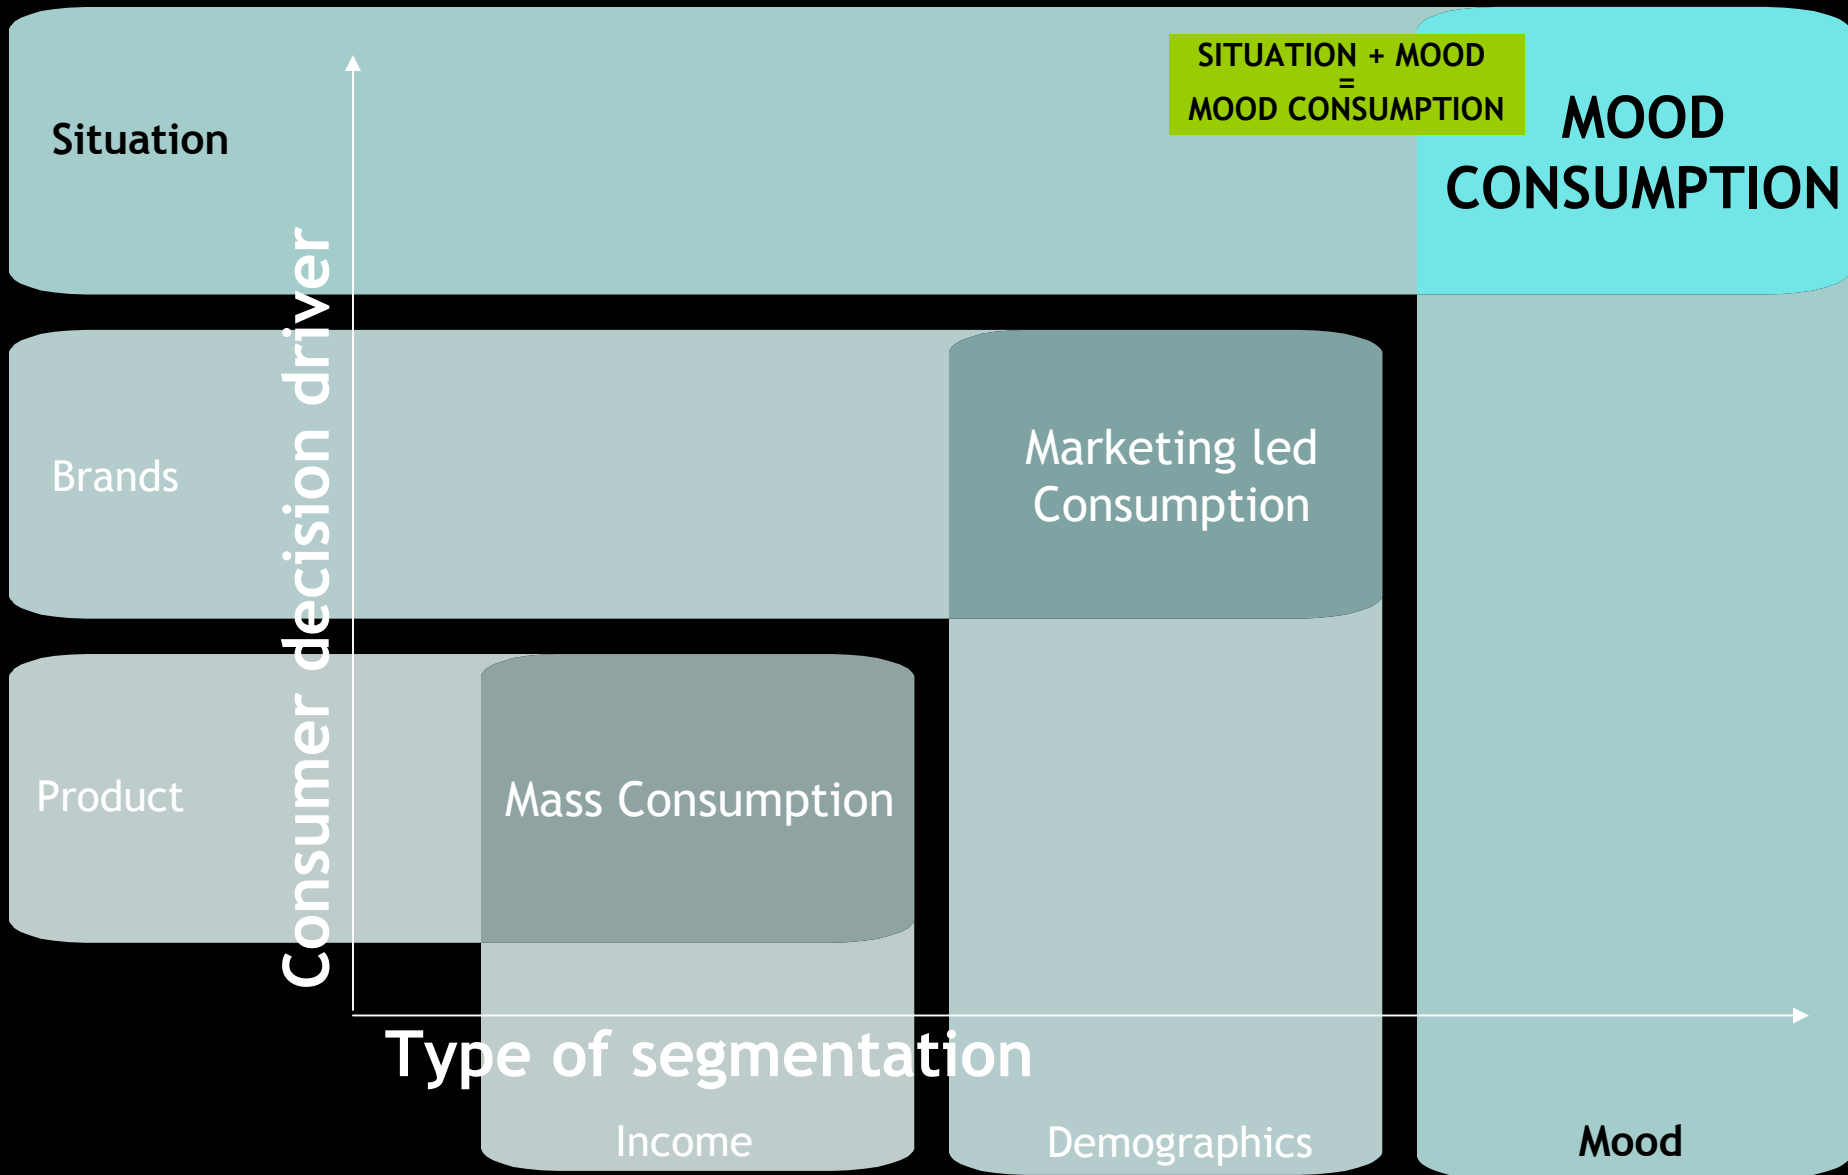 SITUATION + MOOD
=
MOOD CONSUMPTION
Situation
MOOD
CONSUMPTION
Consumer decision driver
Brands
Marketing led
Consumption
Product
Mass Consumption
Type of segmentation
Income
Demographics
Mood